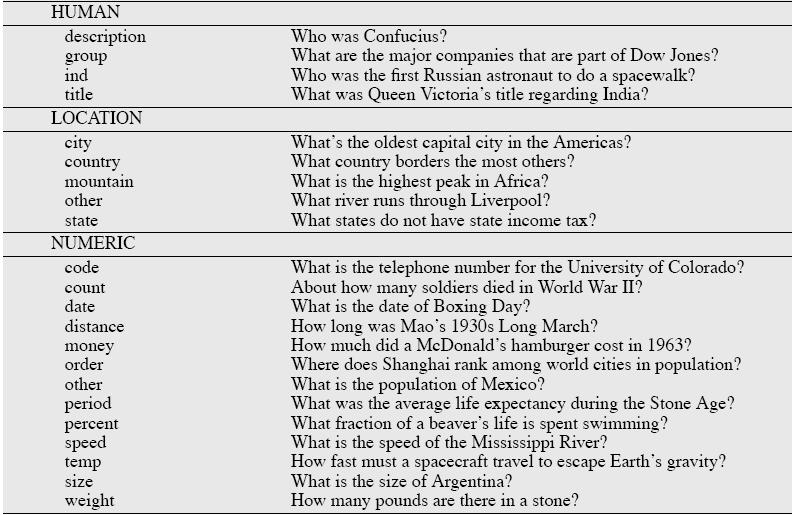 HUMAN
description Who was Confucius?
group What are the major companies that are part of Dow Jones?
ind Who was the first Russian astronaut to do a spacewalk?
title What was Queen Victoria's title regarding India?
LOCATION
city What's the oldest capital city in the Americas?
country What country borders the most others?
mountain What is the highest peak in Africa?
other What river runs through Liverpool?
state What states do not have state income tax?
NUMERIC
code What is the telephone number for the University of Colorado?
count About how many soldiers died in World War II?
date What is the date of Boxing Day?
distance How long was Mao's 1930s Long March?
money How much did a McDonald's hamburger cost in 1963?
order Where does Shanghai rank among world cities in population?
other What is the population of Mexico?
period What was the average life expectancy during the Stone Age?
percent What fraction of a beaver's life is spent swimming?
speed What is the speed of the Mississippi River?
temp How fast must a spacecraft travel to escape Earth's gravity?
size What is the size of Argentina?
weight How many pounds are there in a stone?